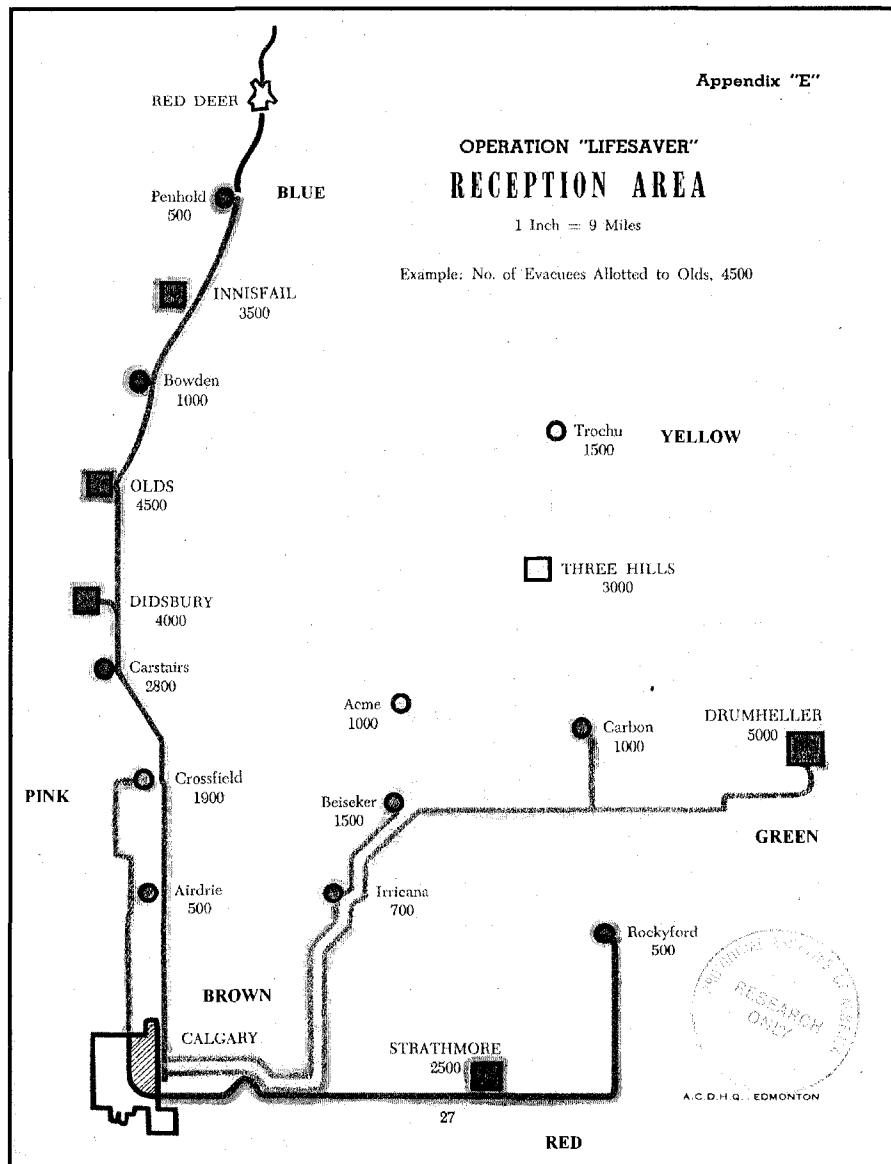 Appendix "E"
OPERATION "LIFESAVER"
RECEPTION AREA
1 Inch = 9 Miles
Example: No. of Evacuees Allotted to Olds, 4500
RED DEER
Penhold
500
BLUE
INNISFAIL
3500
Bowden
1000
Trochu
1500
YELLOW
OLDS
4500
THREE HILLS
3000
DIDSBURY
4000
Carstairs
2800
Acme
1000
Carbon
1000
DRUMHELLER
5000
PINK
Crossfield
1900
Beiseker
1500
GREEN
Airdrie
500
Irricana
700
Rockyford
500
BROWN
CALGARY
STRATHMORE
2500
RESEARCH
ONLY
A.C.D.H.Q., EDMONTON
27
RED